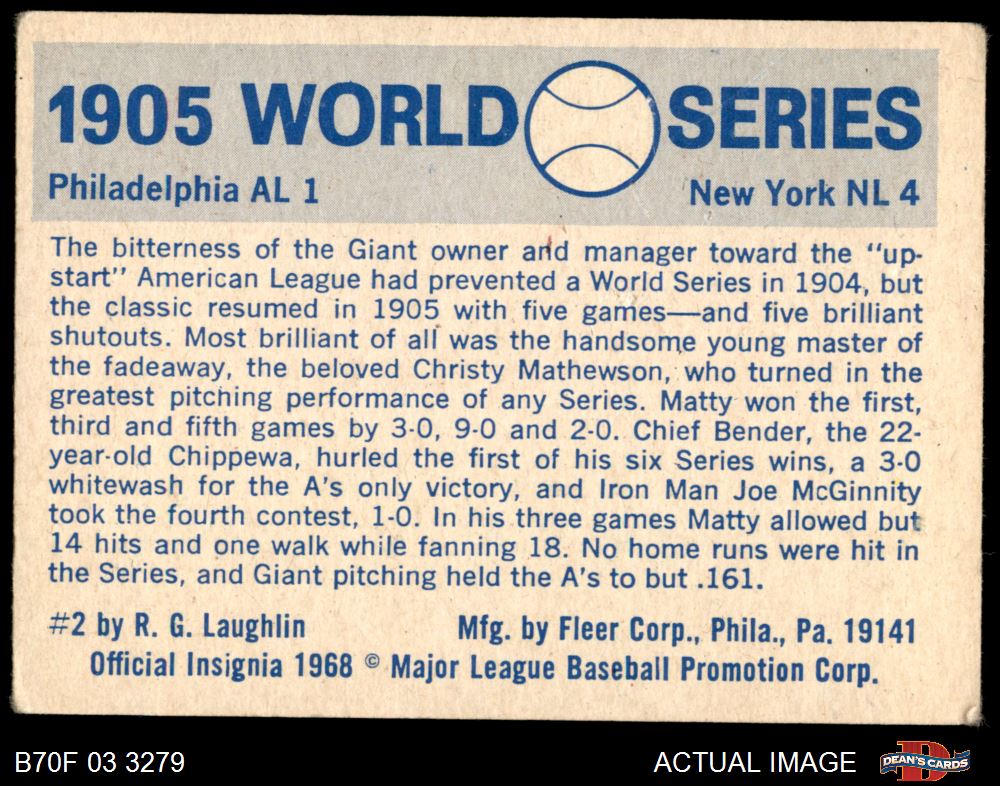 1905 WORLD SERIES
Philadelphia AL 1 New York NL 4
The bitterness of the Giant owner and manager toward the “up-
start” American League had prevented a World Series in 1904, but
the classic resumed in 1905 with five games—and five brilliant
shutouts. Most brilliant of all was the handsome young master of
the fadeaway, the beloved Christy Mathewson, who turned in the
greatest pitching performance of any Series. Matty won the first,
third and fifth games by 3-0, 9-0 and 2-0. Chief Bender, the 22-
year-old Chippewa, hurled the first of his six Series wins, a 3-0
whitewash for the A's only victory, and Iron Man Joe McGinnity
took the fourth contest, 1-0. In his three games Matty allowed but
14 hits and one walk while fanning 18. No home runs were hit in
the Series, and Giant pitching held the A's to but .161.
#2 by R. G. Laughlin Mfg. by Fleer Corp., Phila., Pa. 19141
Official Insignia 1968 © Major League Baseball Promotion Corp.
B70F 03 3279 ACTUAL IMAGE D DEAN'S CARDS